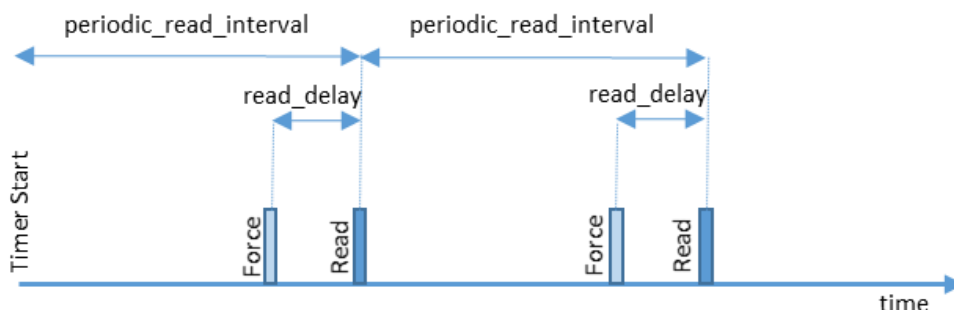 periodic_read_interval
periodic_read_interval
read_delay
read_delay
Timer Start
Force
Read
Force
Read
time